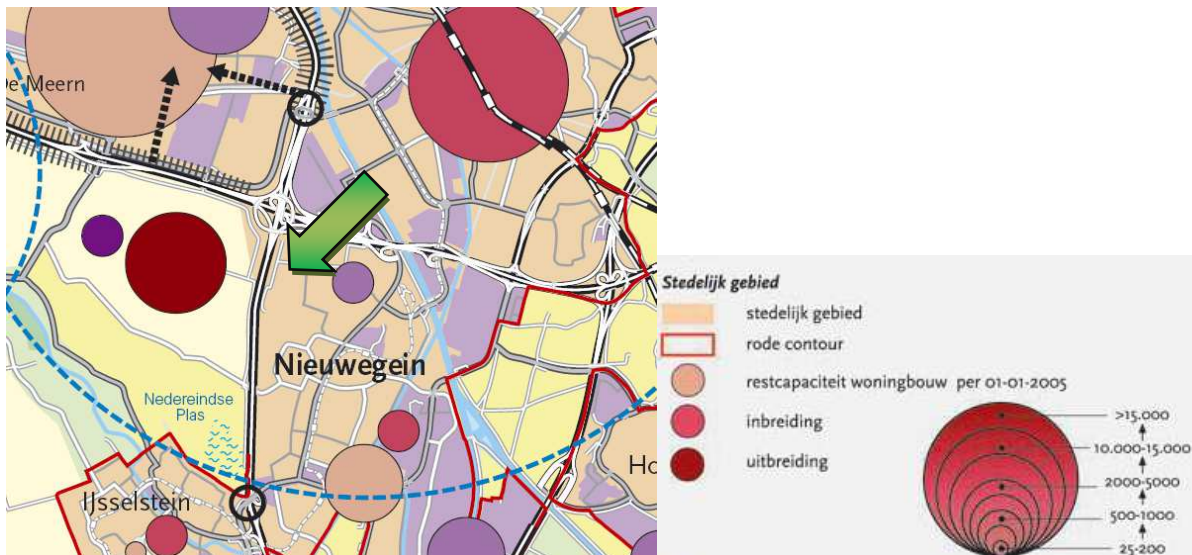 De Meern
Nieuwegein
Nedereindse
Plas
IJsselstein
Ho
Stedelijk gebied
stedelijk gebied
rode contour
restcapaciteit woningbouw per 01-01-2005
inbreiding
uitbreiding
>15.000
10.000-15.000
2000-5000
500-1000
25-200